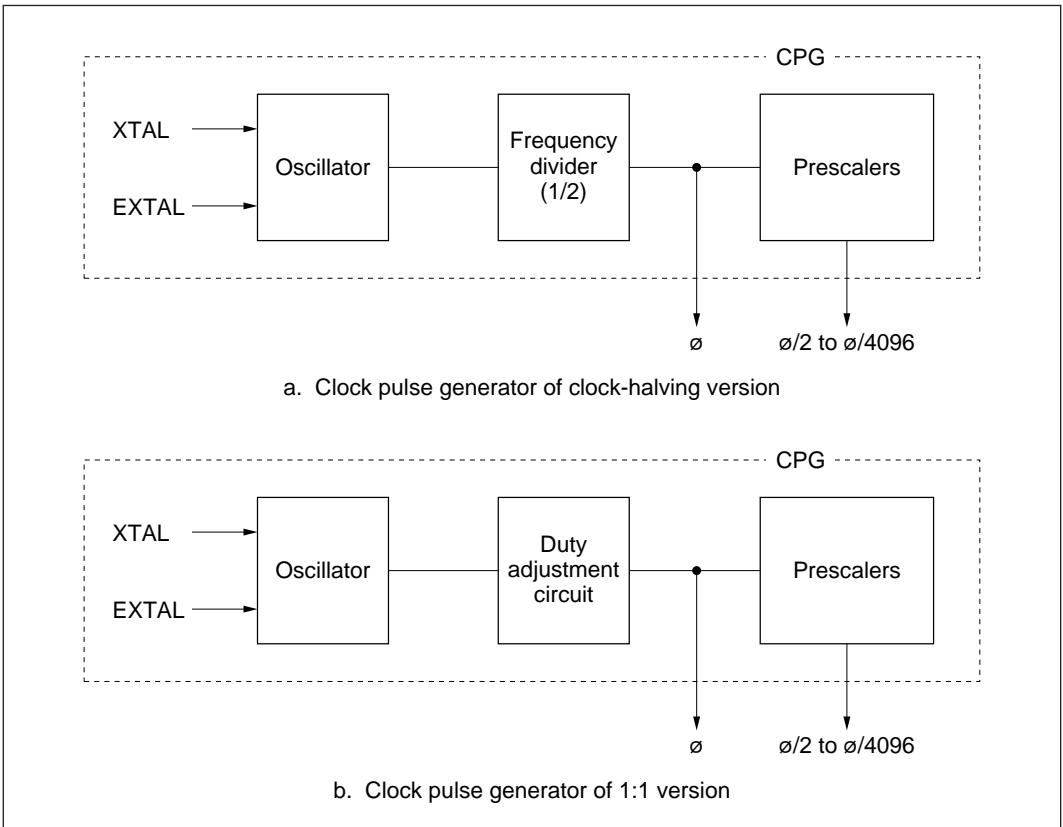 CPG
XTAL
EXTAL
Oscillator
Frequency
divider
(1/2)
Prescalers
ø
ø/2 to ø/4096
a. Clock pulse generator of clock-halving version
CPG
XTAL
EXTAL
Oscillator
Duty
adjustment
circuit
Prescalers
ø
ø/2 to ø/4096
b. Clock pulse generator of 1:1 version